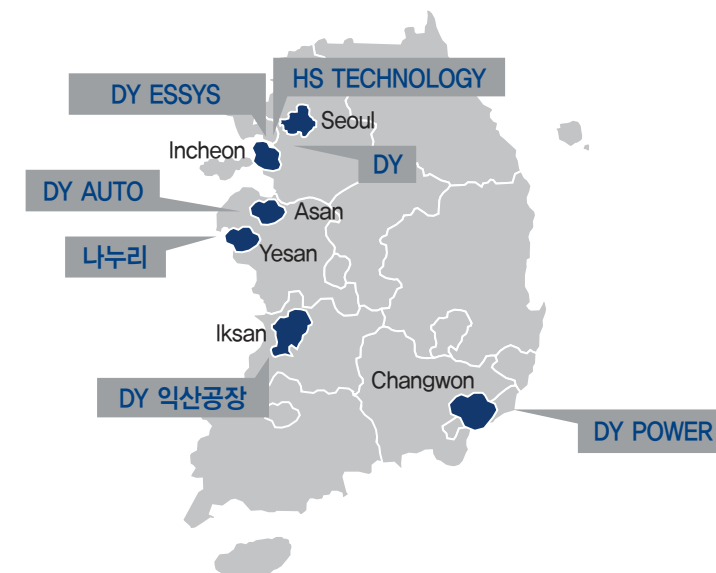 HS TECHNOLOGY
DY ESSYS
Seoul
Incheon
DY
DY AUTO
Asan
나누리
Yesan
Iksan
Changwon
DY 익산공장
DY POWER